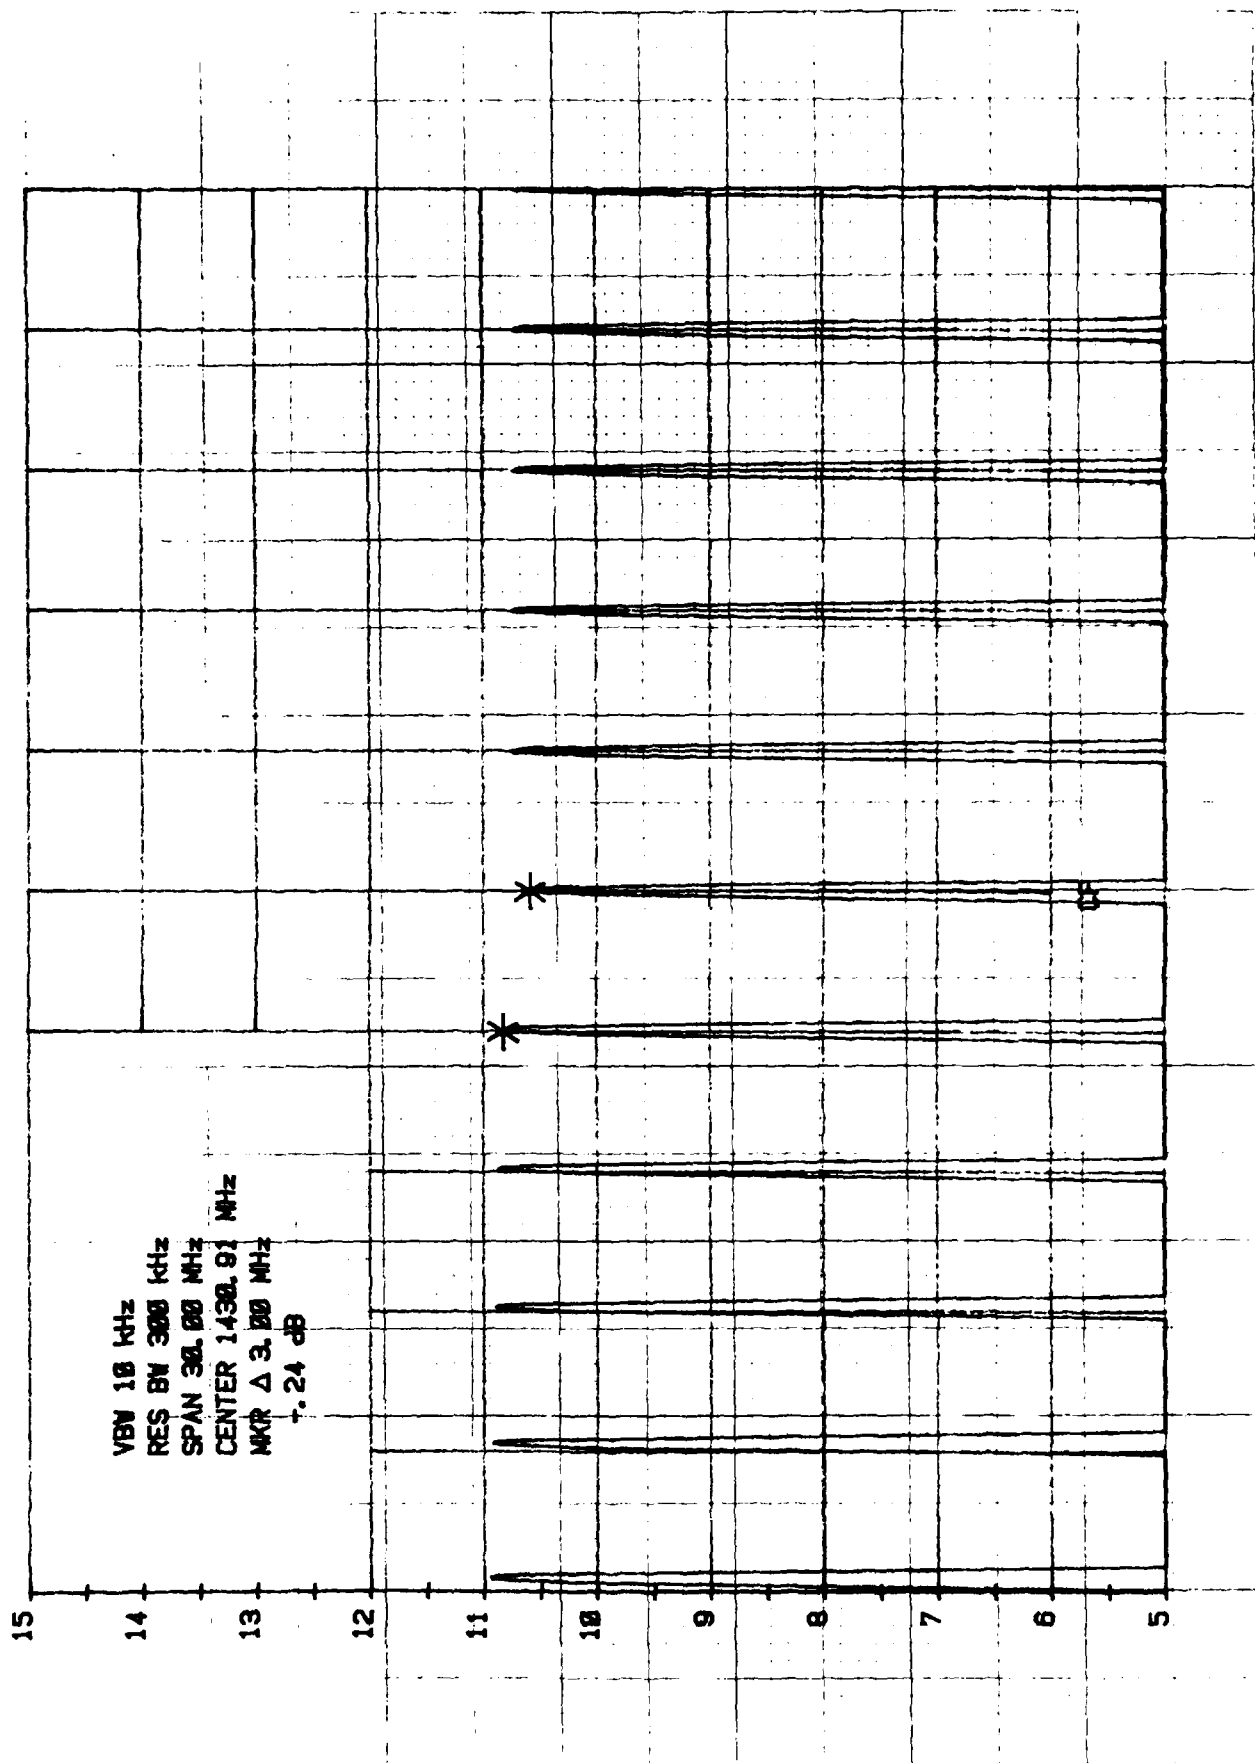 VBW 10 kHz
RES BW 300 kHz
SPAN 30.00 MHz
CENTER 1430.91 MHz
MKR Δ 3.00 MHz
-.24 dB
15
14
13
12
11
10
9
8
7
6
5
CF